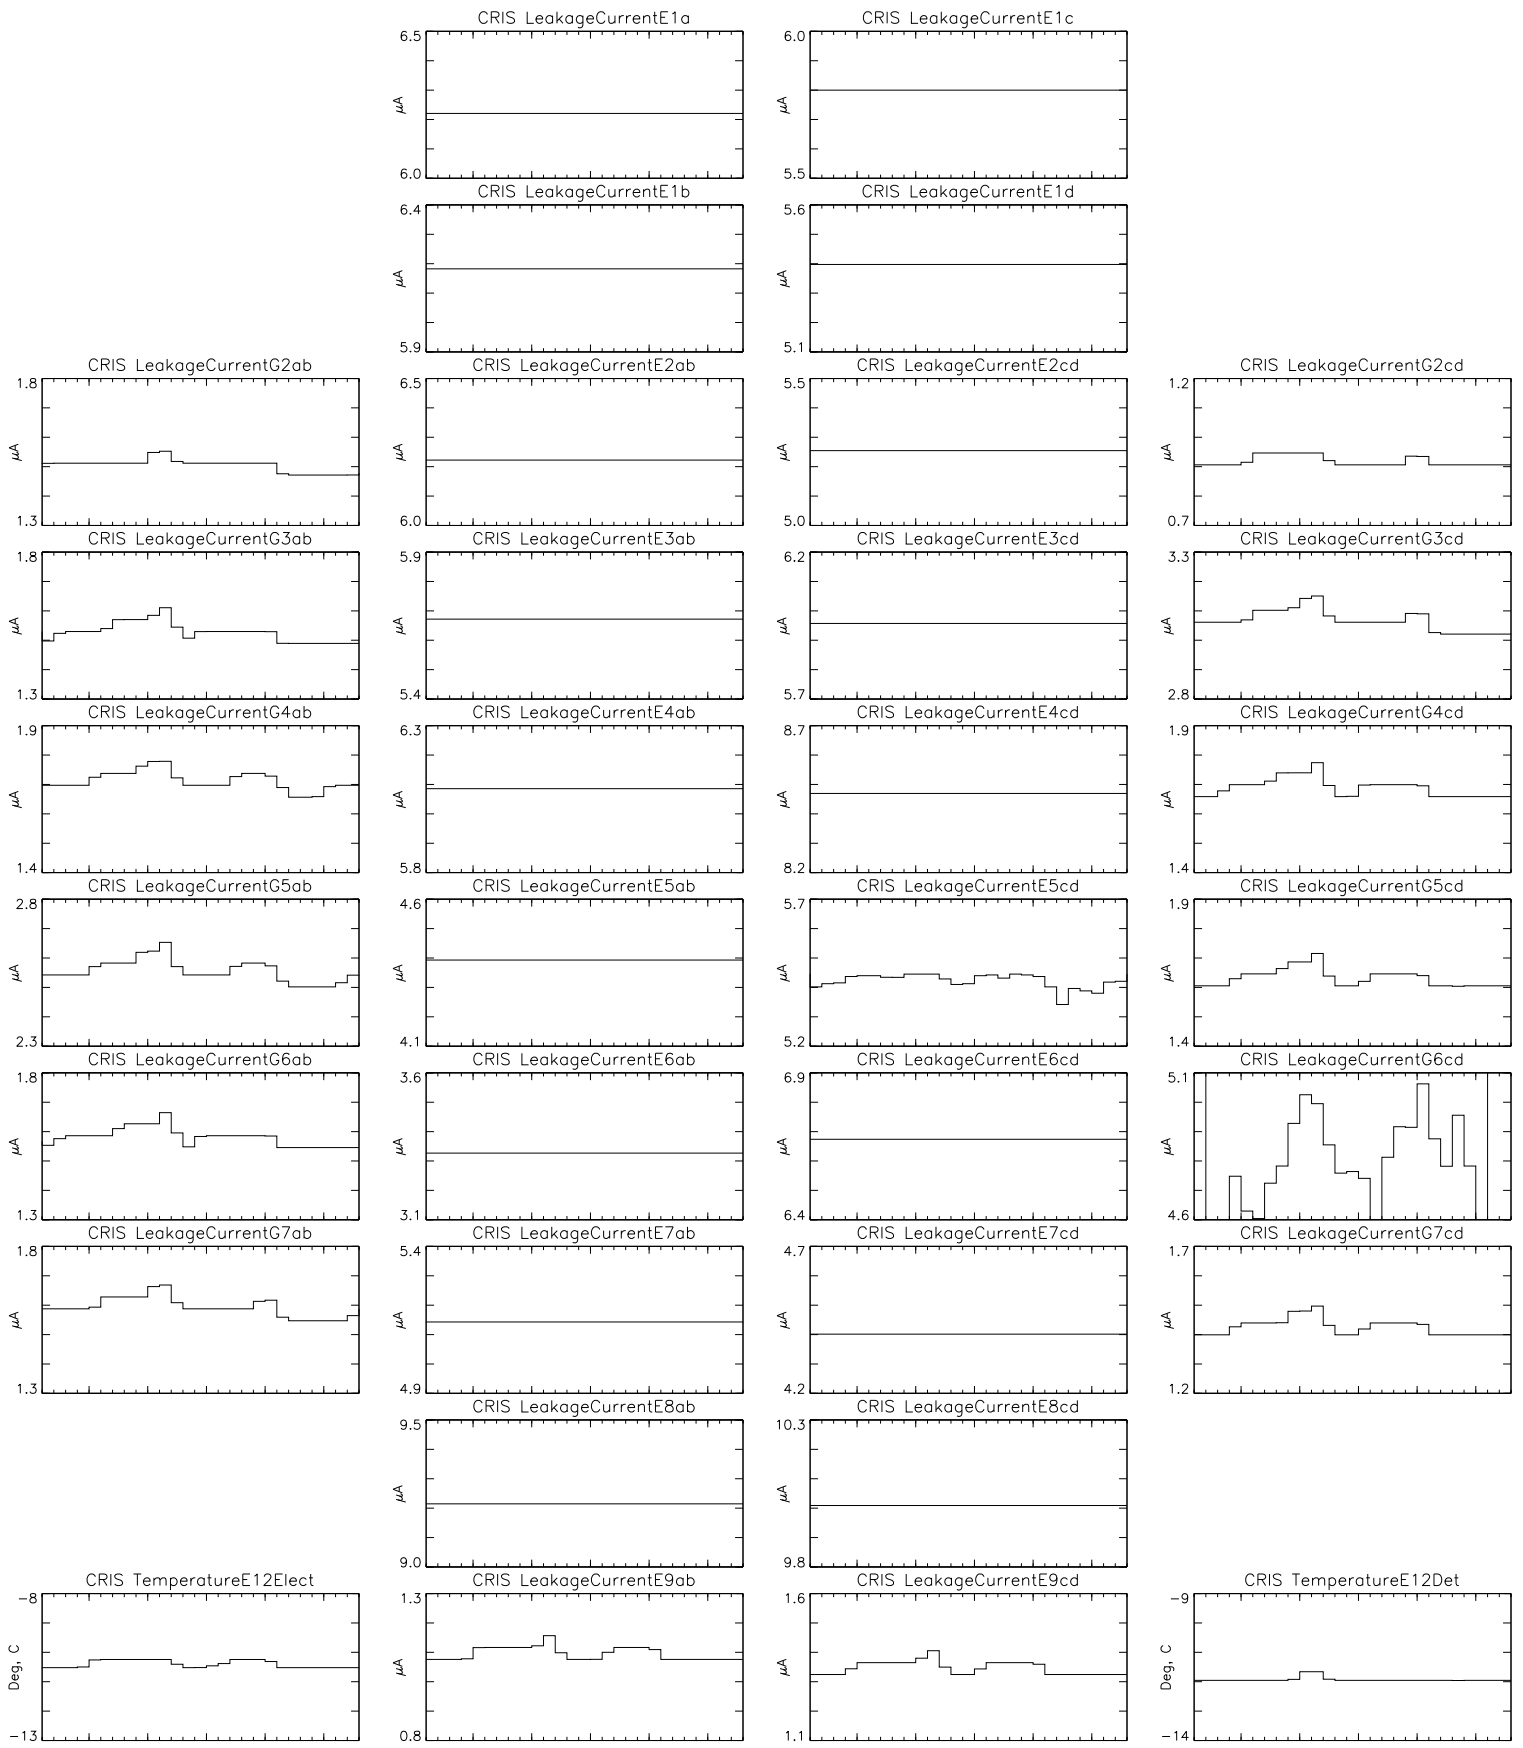 CRIS LeakageCurrentE1a
6.5
μA
6.0
CRIS LeakageCurrentE1c
6.0
μA
5.5
CRIS LeakageCurrentE1b
6.4
μA
5.9
CRIS LeakageCurrentE1d
5.6
μA
5.1
CRIS LeakageCurrentG2ab
1.8
μA
1.3
CRIS LeakageCurrentE2ab
6.5
μA
6.0
CRIS LeakageCurrentE2cd
5.5
μA
5.0
CRIS LeakageCurrentG2cd
1.2
μA
0.7
CRIS LeakageCurrentG3ab
1.8
μA
1.3
CRIS LeakageCurrentE3ab
5.9
μA
5.4
CRIS LeakageCurrentE3cd
6.2
μA
5.7
CRIS LeakageCurrentG3cd
3.3
μA
2.8
CRIS LeakageCurrentG4ab
1.9
μA
1.4
CRIS LeakageCurrentE4ab
6.3
μA
5.8
CRIS LeakageCurrentE4cd
8.7
μA
8.2
CRIS LeakageCurrentG4cd
1.9
μA
1.4
CRIS LeakageCurrentG5ab
2.8
μA
2.3
CRIS LeakageCurrentE5ab
4.6
μA
4.1
CRIS LeakageCurrentE5cd
5.7
μA
5.2
CRIS LeakageCurrentG5cd
1.9
μA
1.4
CRIS LeakageCurrentG6ab
1.8
μA
1.3
CRIS LeakageCurrentE6ab
3.6
μA
3.1
CRIS LeakageCurrentE6cd
6.9
μA
6.4
CRIS LeakageCurrentG6cd
5.1
μA
4.6
CRIS LeakageCurrentG7ab
1.8
μA
1.3
CRIS LeakageCurrentE7ab
5.4
μA
4.9
CRIS LeakageCurrentE7cd
4.7
μA
4.2
CRIS LeakageCurrentG7cd
1.7
μA
1.2
CRIS LeakageCurrentE8ab
9.5
μA
9.0
CRIS LeakageCurrentE8cd
10.3
μA
9.8
CRIS TemperatureE12Elect
−8
Deg, C
−13
CRIS LeakageCurrentE9ab
1.3
μA
0.8
CRIS LeakageCurrentE9cd
1.6
μA
1.1
CRIS TemperatureE12Det
−9
Deg, C
−14